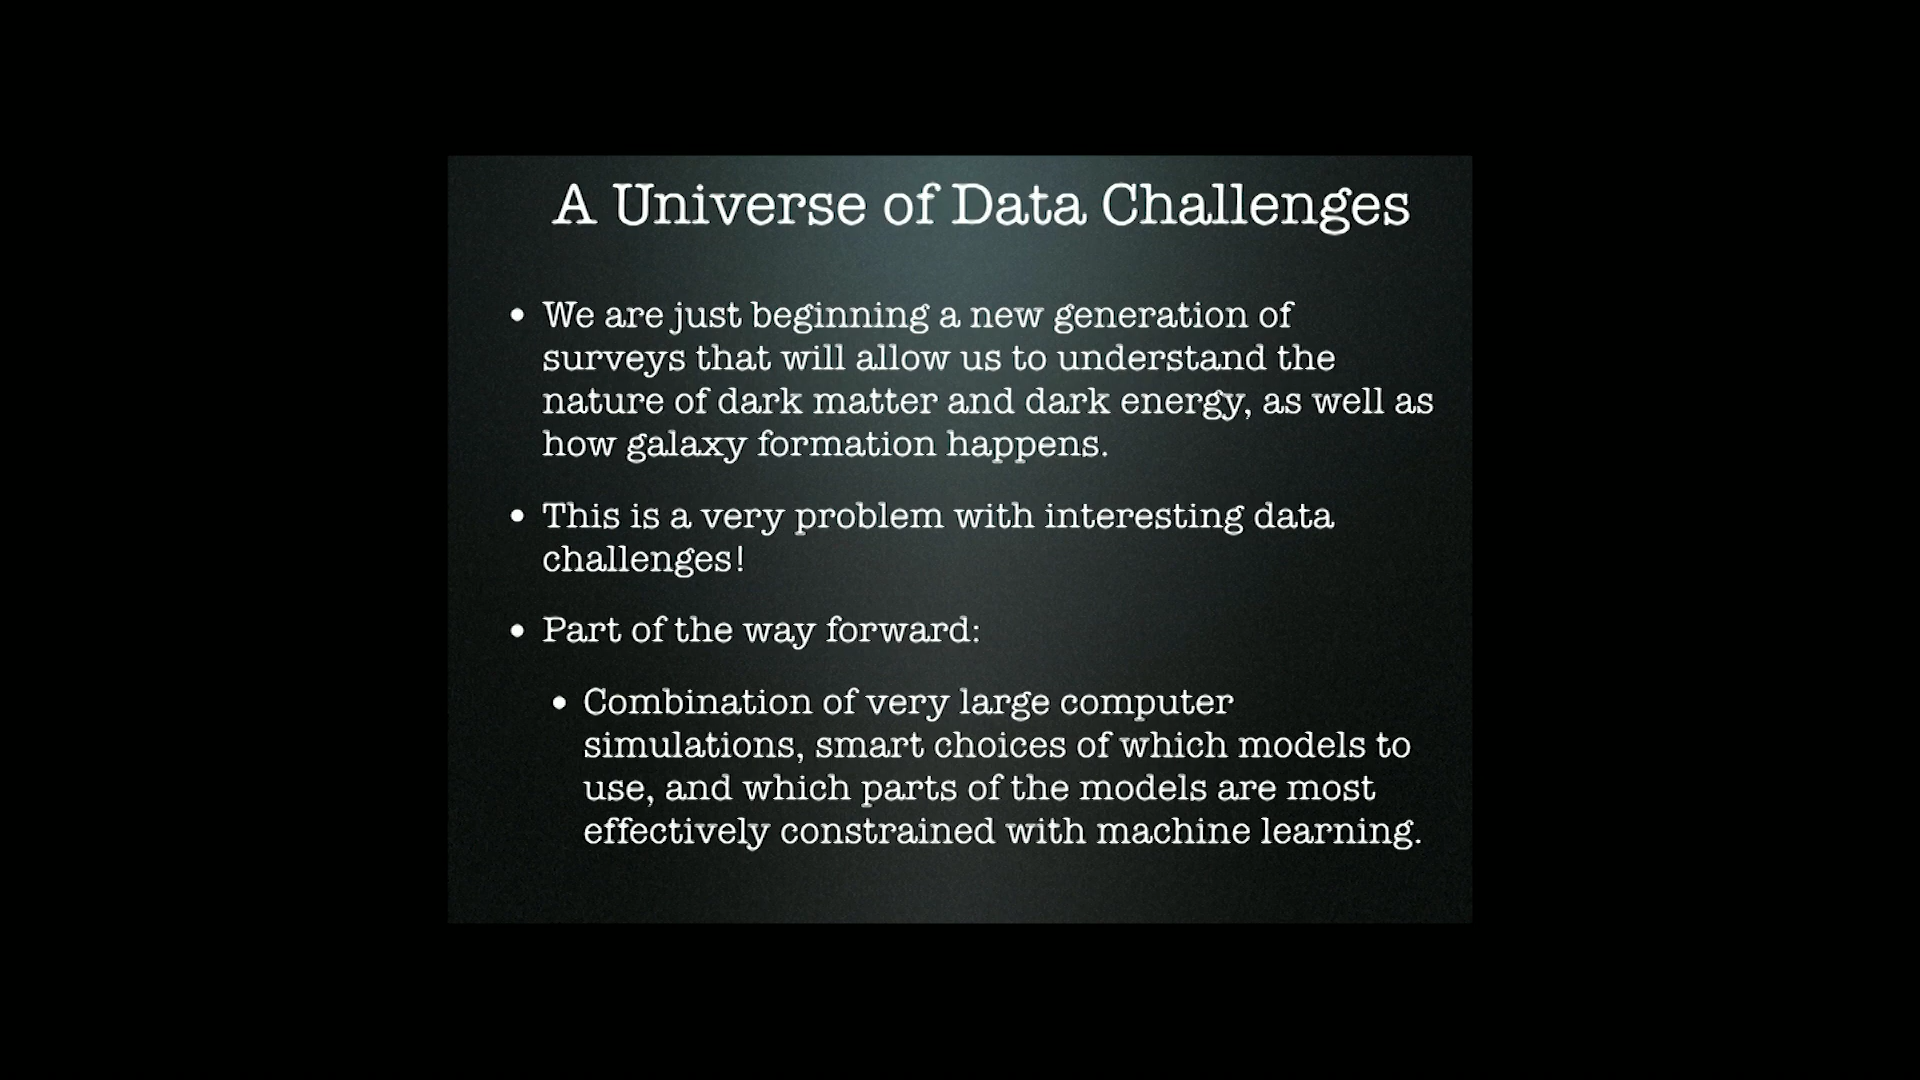 A Universe of Data Challenges
• We are just beginning a new generation of
surveys that will allow us to understand the
nature of dark matter and dark energy, as well as
how galaxy formation happens.
• This is a very problem with interesting data
challenges!
• Part of the way forward:
• Combination of very large computer
simulations, smart choices of which models to
use, and which parts of the models are most
effectively constrained with machine learning.